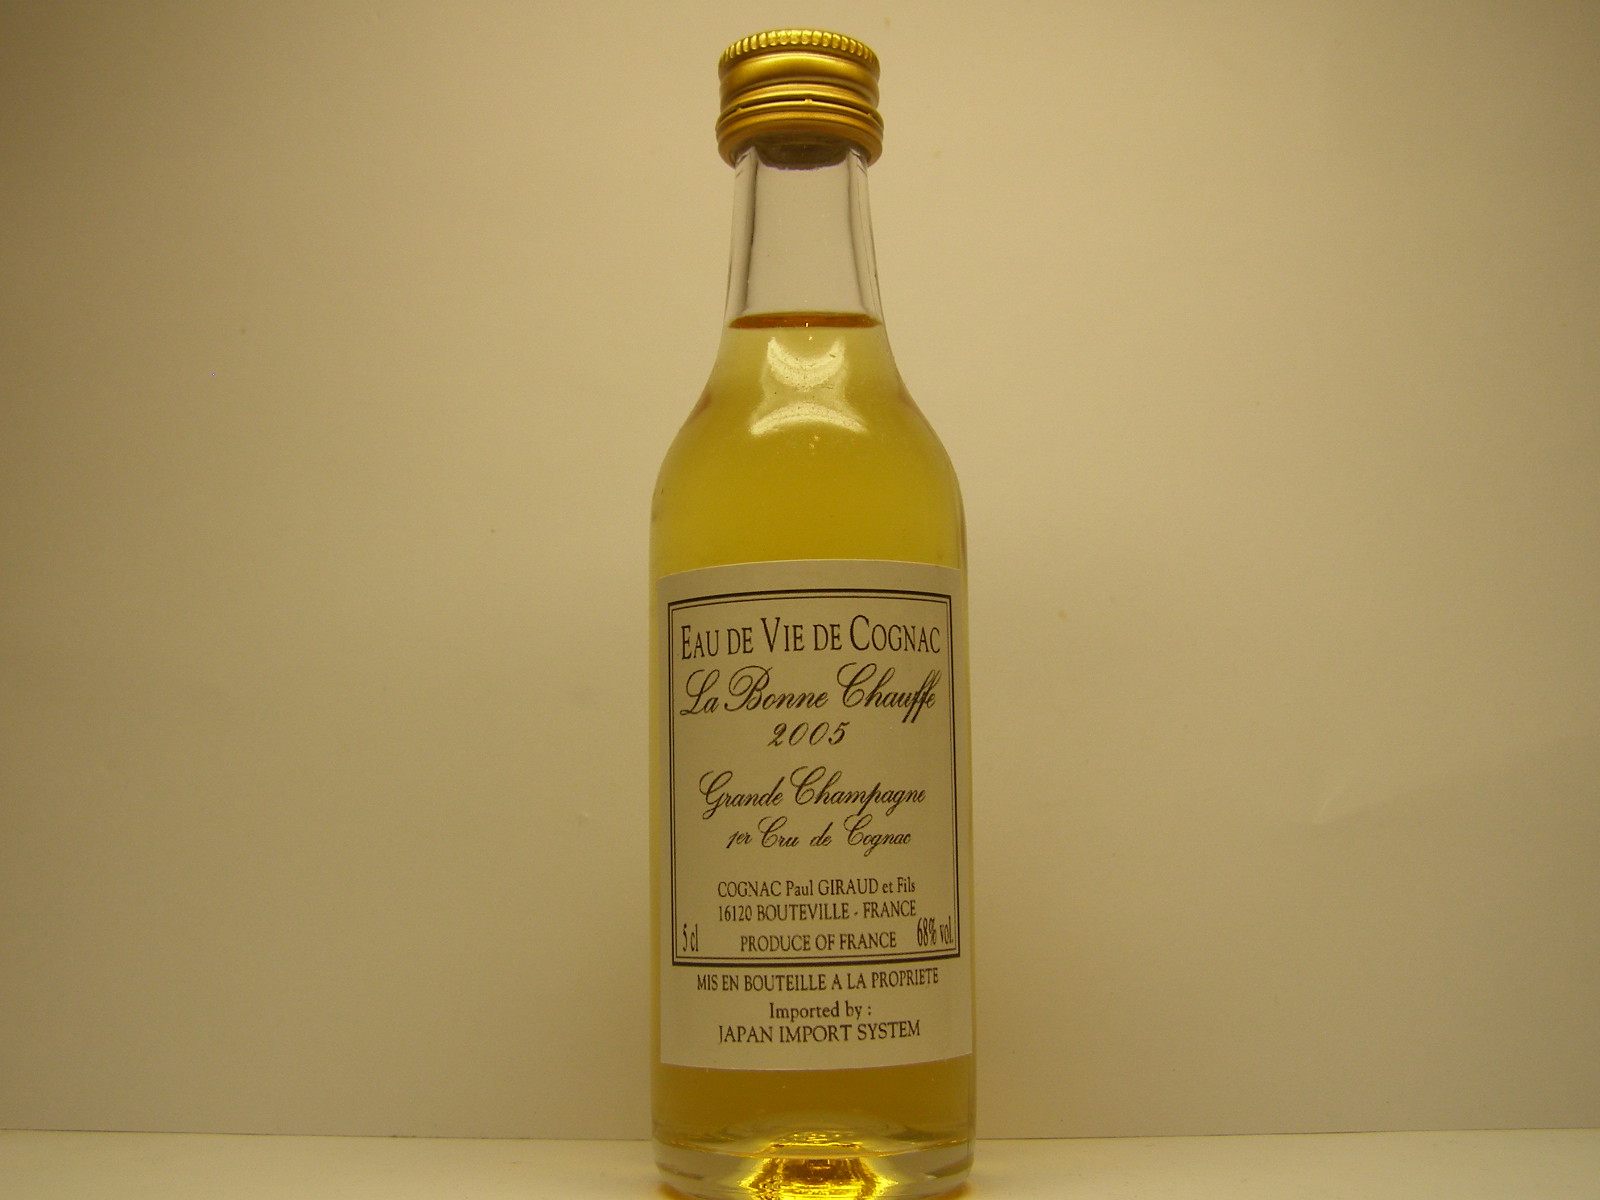 EAU DE VIE DE COGNAC
La Bonne Chauffe
2005
Grande Champagne
1er Cru de Cognac
COGNAC Paul GIRAUD et Fils
16120 BOUTEVILLE - FRANCE
5 cl PRODUCE OF FRANCE 68% vol.
MIS EN BOUTEILLE A LA PROPRIETE
Imported by :
JAPAN IMPORT SYSTEM